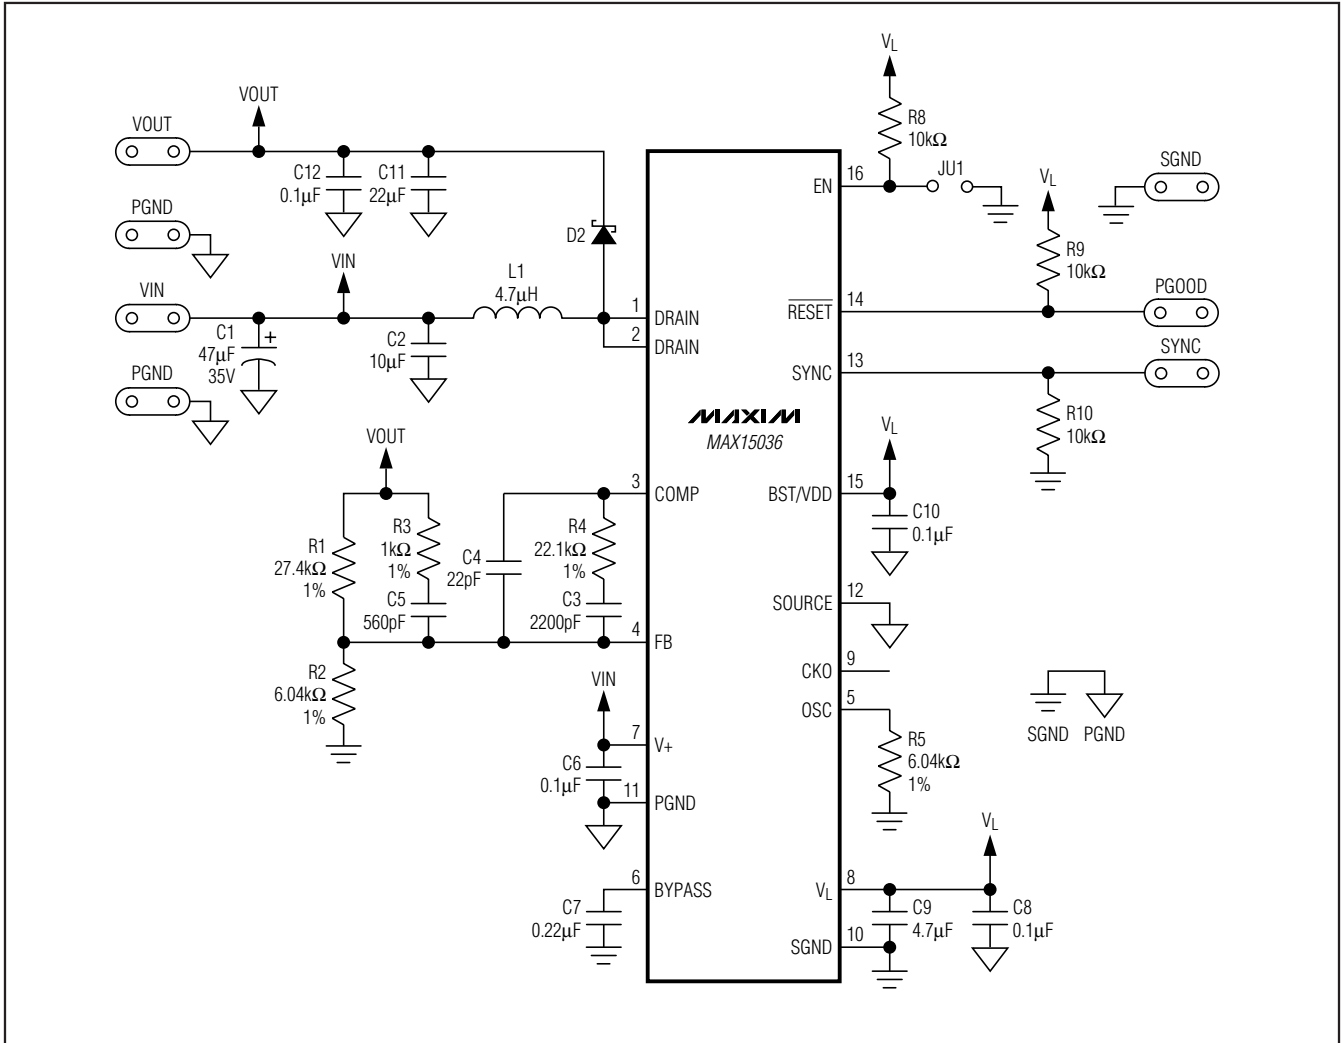 VOUT
VOUT
C12
0.1µF
C11
22µF
PGND
D2
VIN
VIN
L1
4.7µH
C1
47µF
35V
+
C2
10µF
PGND
1
DRAIN
2
DRAIN
MAXIM
MAX15036
VOUT
R1
27.4kΩ
1%
R3
1kΩ
1%
C5
560pF
C4
22pF
R4
22.1kΩ
1%
C3
2200pF
3
COMP
4
FB
R2
6.04kΩ
1%
VIN
7
V+
C6
0.1µF
11
PGND
6
BYPASS
C7
0.22µF
VL
R8
10kΩ
EN
16
JU1
SGND
VL
R9
10kΩ
RESET
14
PGOOD
SYNC
13
SYNC
R10
10kΩ
VL
BST/VDD
15
C10
0.1µF
SOURCE
12
CKO
9
OSC
5
R5
6.04kΩ
1%
SGND
PGND
VL
VL
8
C9
4.7µF
C8
0.1µF
SGND
10